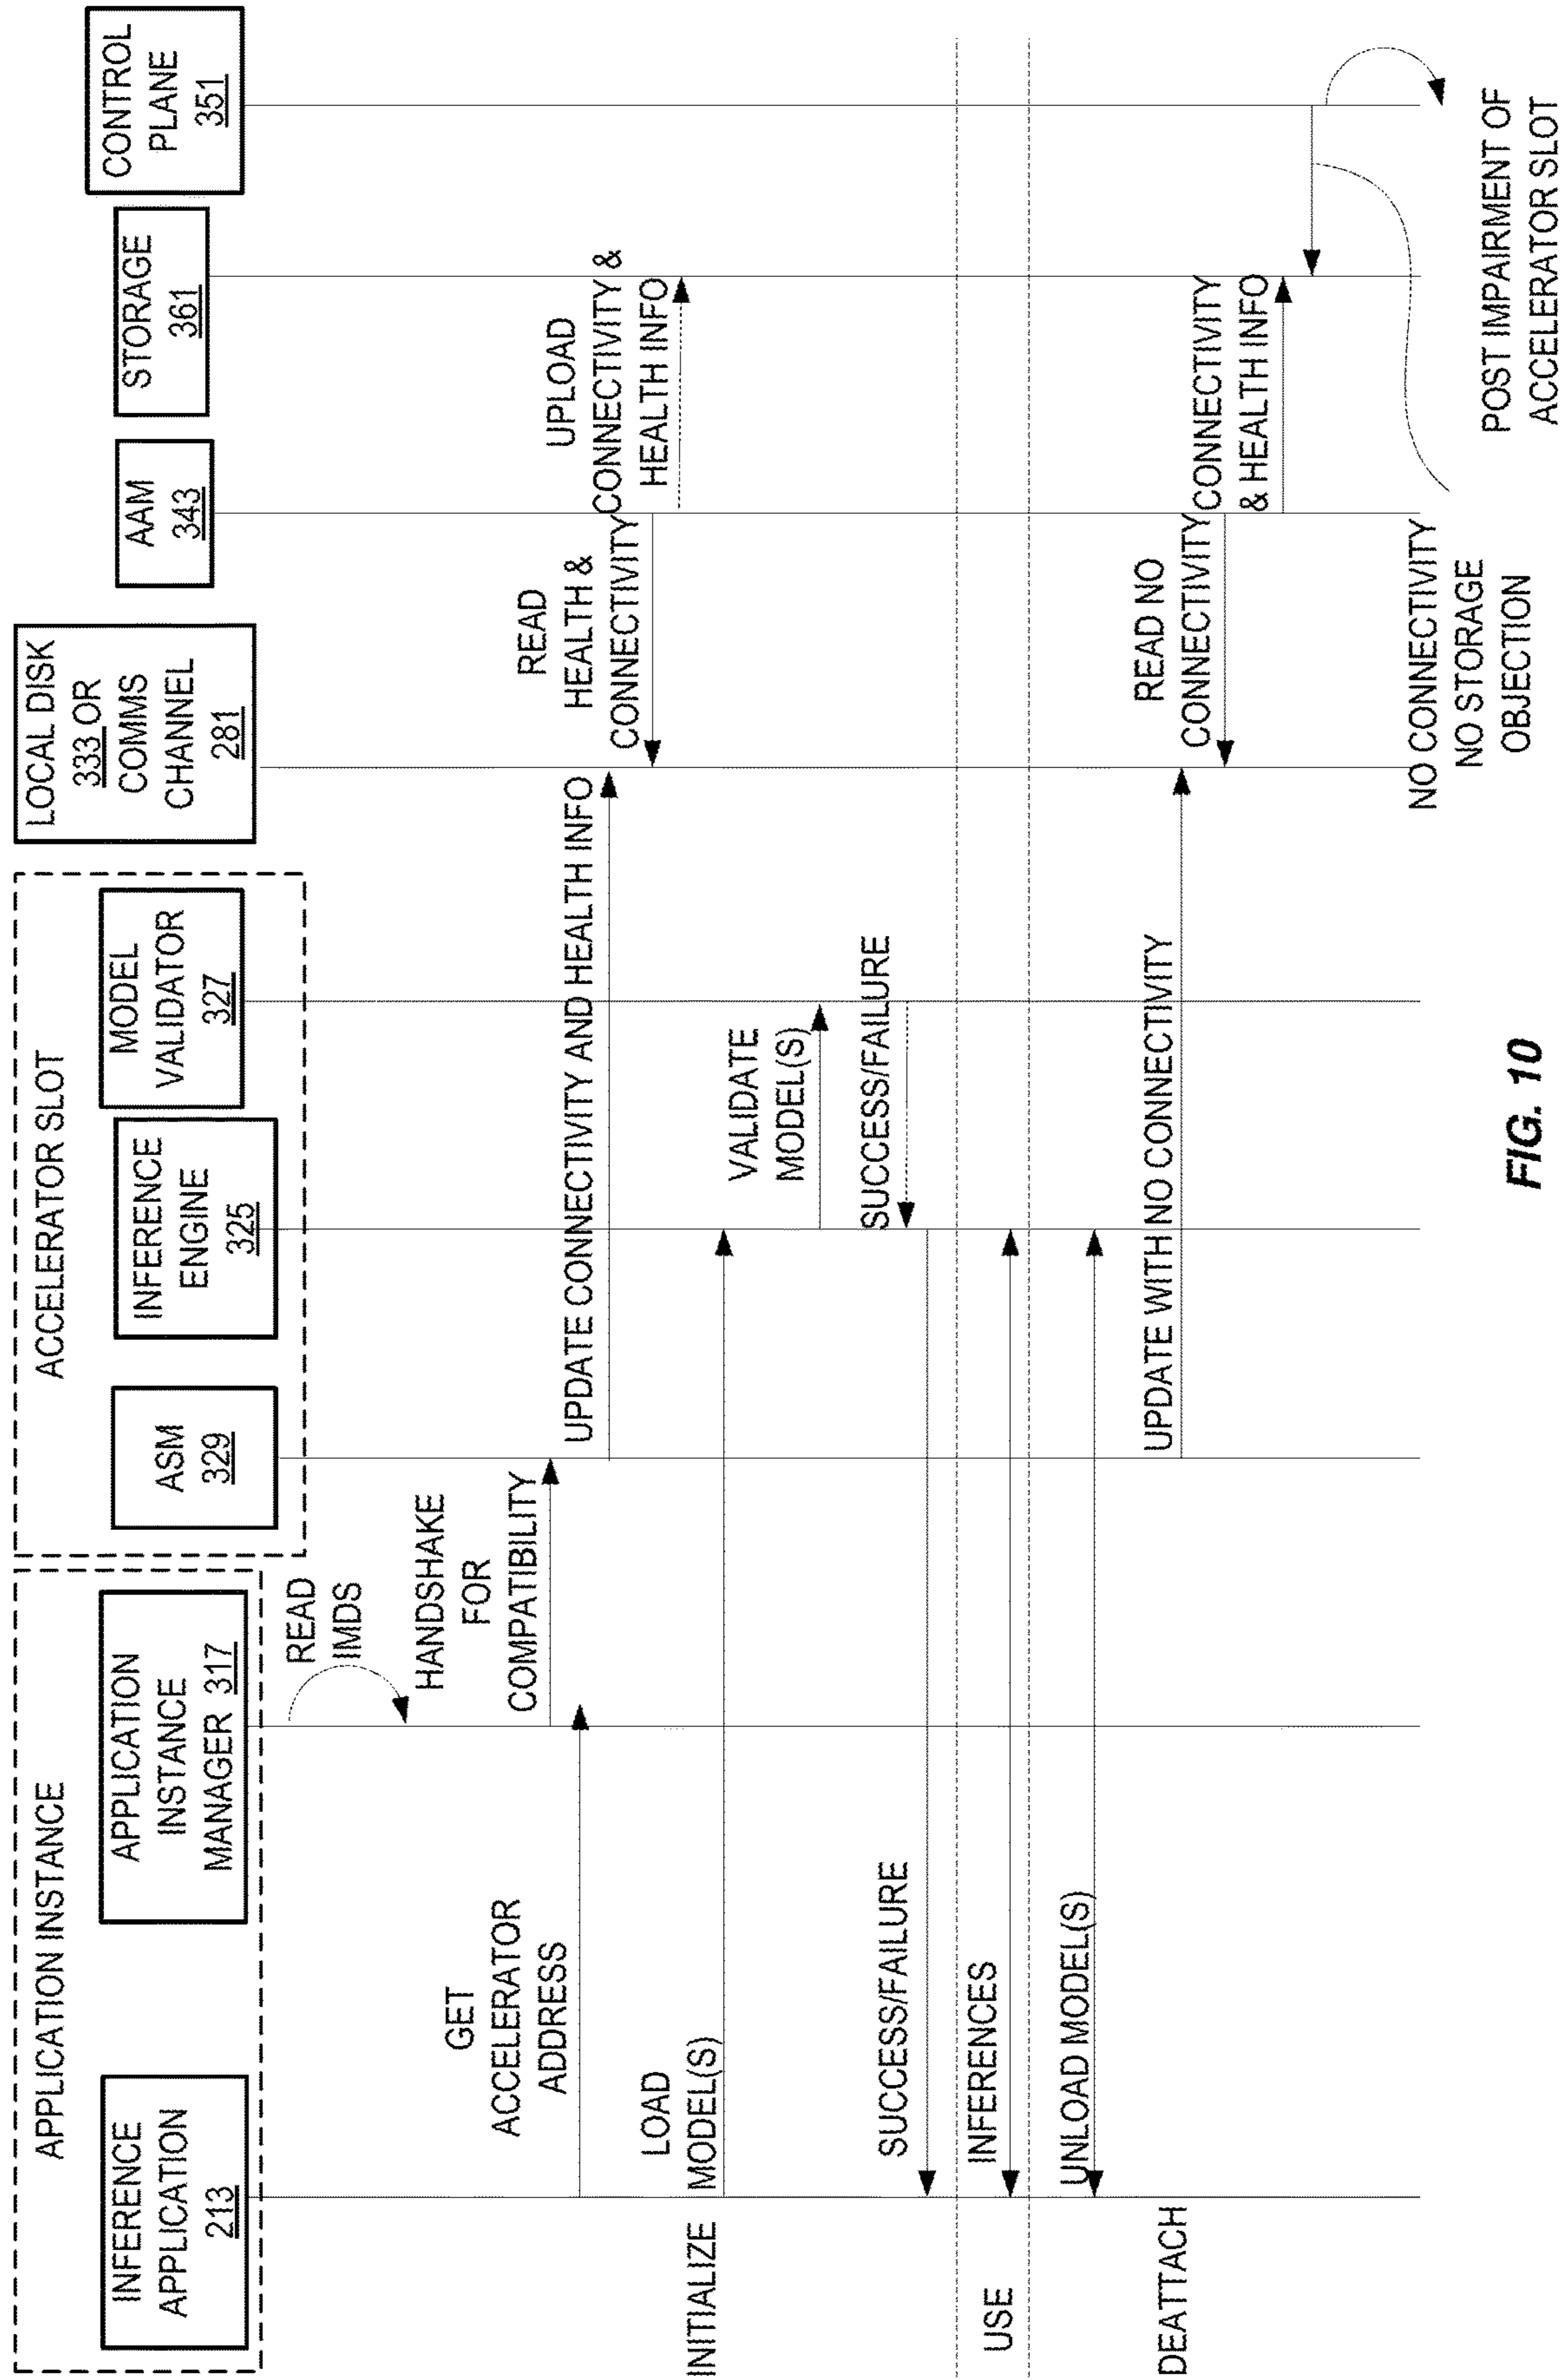 APPLICATION INSTANCE
INFERENCE
APPLICATION
213
APPLICATION
INSTANCE
MANAGER 317
ACCELERATOR SLOT
ASM
329
INFERENCE
ENGINE
325
MODEL
VALIDATOR
327
LOCAL DISK
333 OR
COMMS
CHANNEL
281
AAM
343
STORAGE
361
CONTROL
PLANE
351
READ
IMDS
HANDSHAKE
FOR
COMPATIBILITY
GET
ACCELERATOR
ADDRESS
UPDATE CONNECTIVITY AND HEALTH INFO
READ
HEALTH &
CONNECTIVITY
UPLOAD
CONNECTIVITY &
HEALTH INFO
INITIALIZE
LOAD
MODEL(S)
VALIDATE
MODEL(S)
SUCCESS/FAILURE
SUCCESS/FAILURE
USE
INFERENCES
UNLOAD MODEL(S)
DEATTACH
UPDATE WITH NO CONNECTIVITY
READ NO
CONNECTIVITY
CONNECTIVITY
& HEALTH INFO
NO CONNECTIVITY
NO STORAGE
OBJECTION
POST IMPAIRMENT OF
ACCELERATOR SLOT
FIG. 10